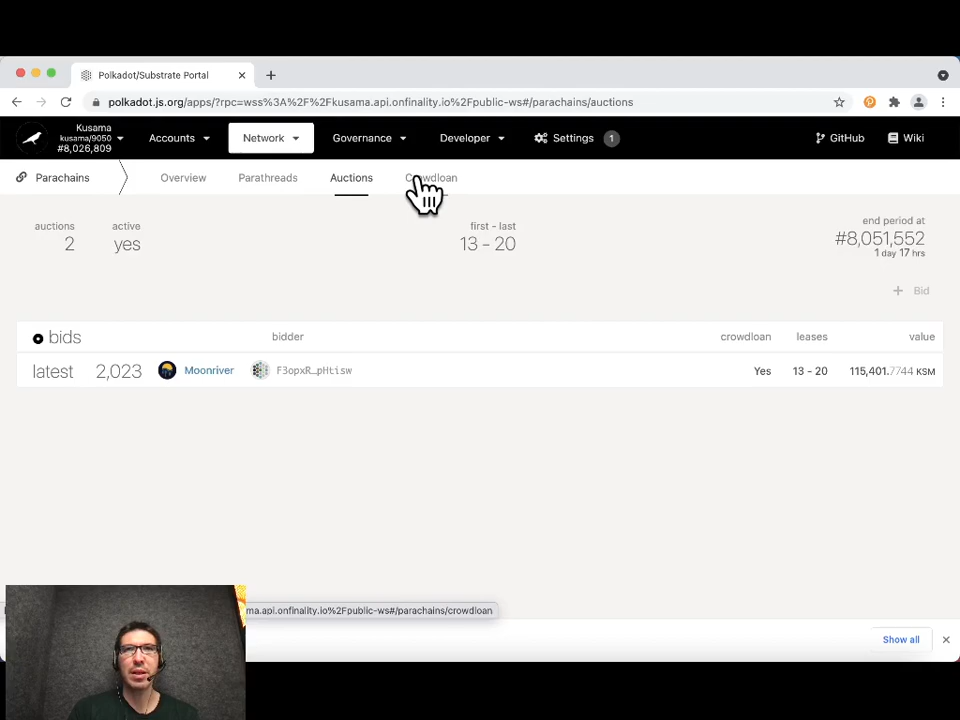 Polkadot/Substrate Portal
polkadot.js.org/apps/?rpc=wss%3A%2F%2Fkusama.api.onfinality.io%2Fpublic-ws#/parachains/auctions
Kusama
kusama/9050
#8,026,809
Accounts
Network
Governance
Developer
Settings 1
GitHub
Wiki
Parachains
Overview
Parathreads
Auctions
Crowdloan
auctions
2
active
yes
first - last
13 - 20
end period at
#8,051,552
1 day 17 hrs
+ Bid
bids bidder crowdloan leases value
latest 2,023 Moonriver F3opxR_pHtisw Yes 13 - 20 115,401.7744 KSM
ma.api.onfinality.io%2Fpublic-ws#/parachains/crowdloan
Show all